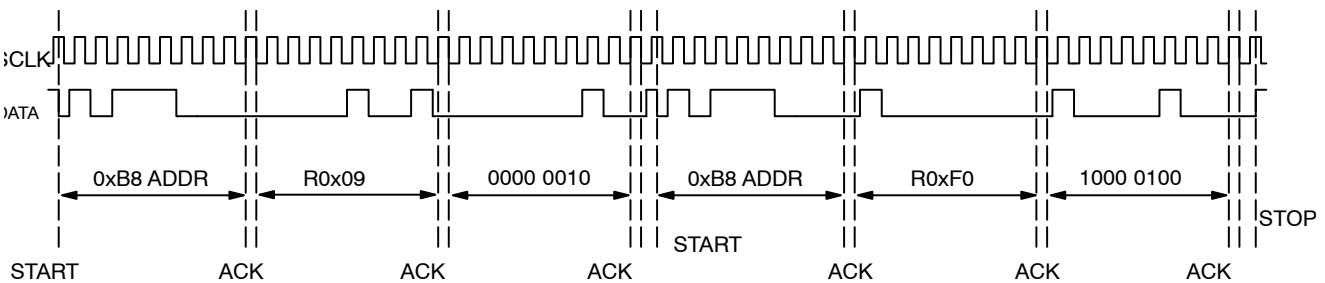 SCLK
DATA
0xB8 ADDR R0x09 0000 0010 0xB8 ADDR R0xF0 1000 0100
STOP
START
START ACK ACK ACK ACK ACK ACK